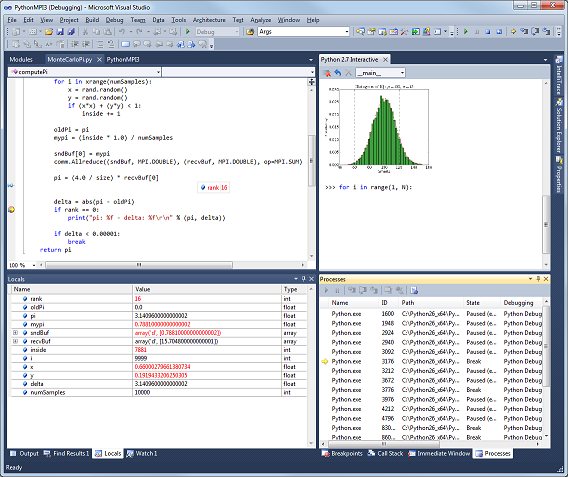 PythonMPI3 (Debugging) - Microsoft Visual Studio
File Edit View Project Build Debug Team Data Tools Architecture Test Analyze Window Help
Debug Args
Modules MonteCarloPi.py PythonMPI3
computePi
for i in xrange(numSamples):
x = rand.random()
y = rand.random()
if (x*x) + (y*y) < 1:
inside += 1
oldPi = pi
mypi = (inside * 1.0) / numSamples
sndBuf[0] = mypi
comm.Allreduce((sndBuf, MPI.DOUBLE), (recvBuf, MPI.DOUBLE), op=MPI.SUM)
pi = (4.0 / size) * recvBuf[0]
rank 16
delta = abs(pi - oldPi)
if rank == 0:
print("pi: %f - delta: %f\r\n" % (pi, delta))
if delta < 0.00001:
break
return pi
100 %
Python 2.7 Interactive
__main__
>>> for i in range(1, N):
IntelliTrace
Solution Explorer
Properties
Locals
Name Value Type
rank 16 int
oldPi 0.0 float
pi 3.1409600000000002 float
mypi 0.78810000000000002 float
sndBuf array('d', [0.78810000000000002]) array
recvBuf array('d', [15.704800000000001]) array
inside 7881 int
i 9999 int
x 0.66000279661380734 float
y 0.1919433206250305 float
delta 3.1409600000000002 float
numSamples 10000 int
Processes
Name ID Path State Debugging
Python.exe 1600 C:\Python26_x64\Py... Paused (e... Python Debug
Python.exe 1948 C:\Python26_x64\Py... Paused (e... Python Debug
Python.exe 2924 C:\Python26_x64\Py... Paused (e... Python Debug
Python.exe 2940 C:\Python26_x64\Py... Paused (e... Python Debug
Python.exe 3092 C:\Python26_x64\Py... Paused (e... Python Debug
Python.exe 3176 C:\Python26_x64\Py... Break Python Debug
Python.exe 3212 C:\Python26_x64\Py... Paused (e... Python Debug
Python.exe 3672 C:\Python26_x64\Py... Paused (e... Python Debug
Python.exe 3776 C:\Python26_x64\Py... Break Python Debug
Python.exe 3976 C:\Python26_x64\Py... Paused (e... Python Debug
Python.exe 4212 C:\Python26_x64\Py... Paused (e... Python Debug
Python.exe 4796 C:\Python26_x64\Py... Paused (e... Python Debug
Python.exe 830... C:\Python26_x64\Py... Break Python Debug
Python.exe 860... C:\Python26_x64\Py... Break Python Debug
Output Find Results 1 Locals Watch 1
Breakpoints Call Stack Immediate Window Processes
Ready